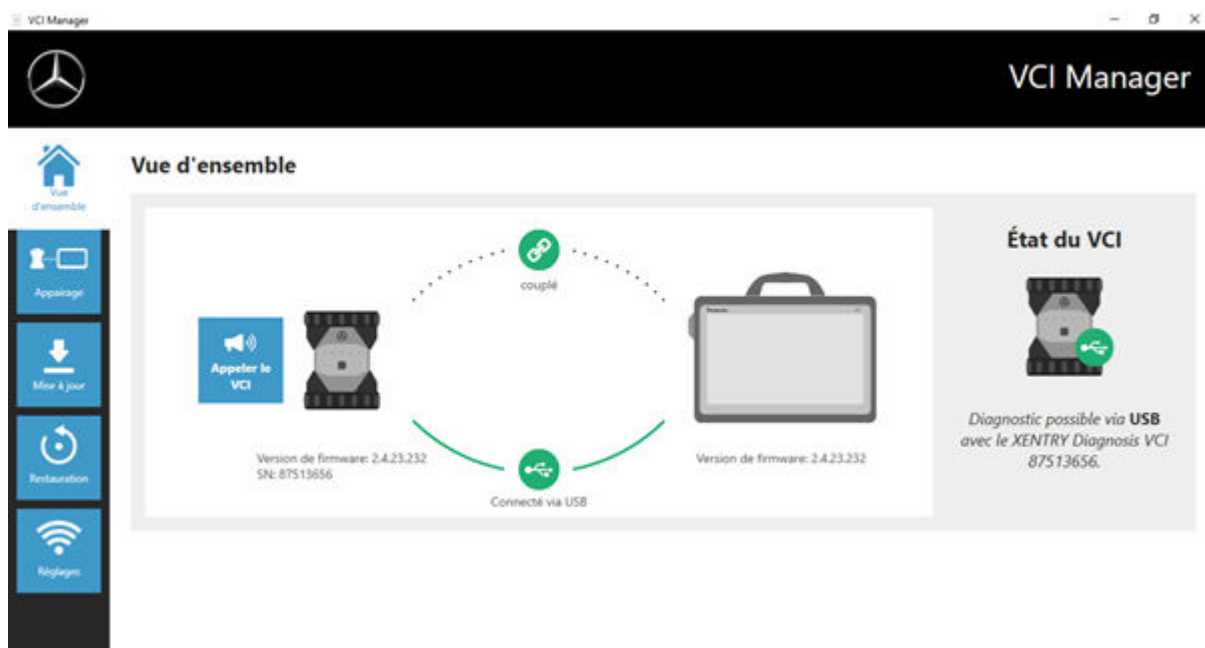 VCI Manager
VCI Manager
Vue
d'ensemble
Appairage
Mise à jour
Restauration
Réglages
Vue d'ensemble
couplé
Appeler le
VCI
Version de firmware: 2.4.23.232
SN: 87513656
Connecté via USB
Version de firmware: 2.4.23.232
État du VCI
Diagnostic possible via USB
avec le XENTRY Diagnosis VCI
87513656.